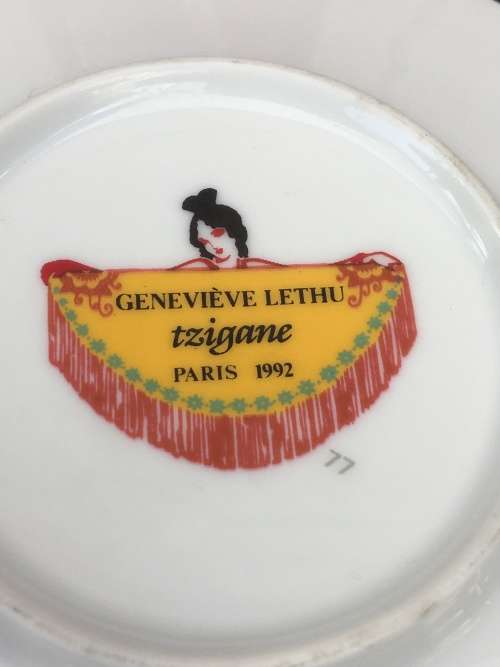 GENEVIÈVE LETHU
tzigane
PARIS 1992
77